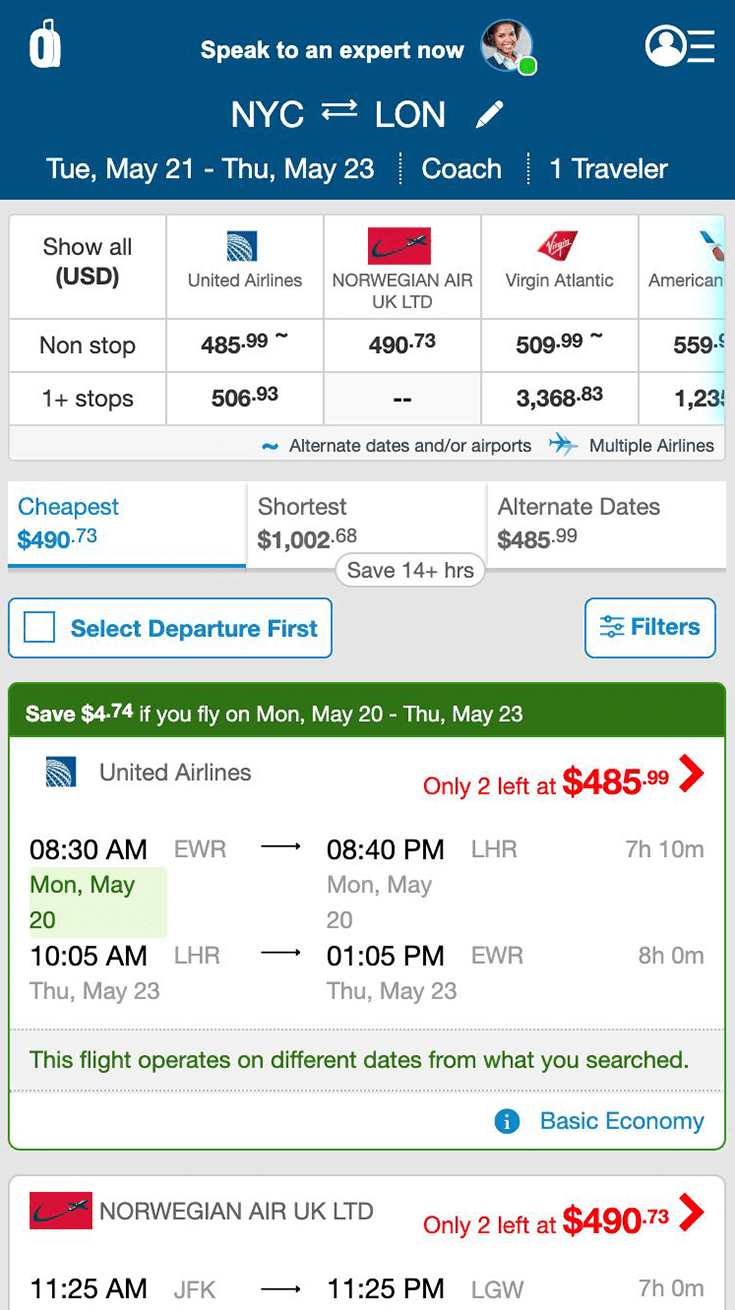 Speak to an expert now
NYC ⇄ LON
Tue, May 21 - Thu, May 23 Coach 1 Traveler
Show all (USD)
United Airlines
NORWEGIAN AIR UK LTD
Virgin Atlantic
American
Non stop 485.99 ~ 490.73 509.99 ~ 559.9
1+ stops 506.93 -- 3,368.83 1,235
~ Alternate dates and/or airports Multiple Airlines
Cheapest Shortest Alternate Dates
$490.73 $1,002.68 $485.99
Save 14+ hrs
Select Departure First Filters
Save $4.74 if you fly on Mon, May 20 - Thu, May 23
United Airlines Only 2 left at $485.99
08:30 AM EWR → 08:40 PM LHR 7h 10m
Mon, May 20 Mon, May 20
10:05 AM LHR → 01:05 PM EWR 8h 0m
Thu, May 23 Thu, May 23
This flight operates on different dates from what you searched.
i Basic Economy
NORWEGIAN AIR UK LTD Only 2 left at $490.73
11:25 AM JFK → 11:25 PM LGW 7h 0m